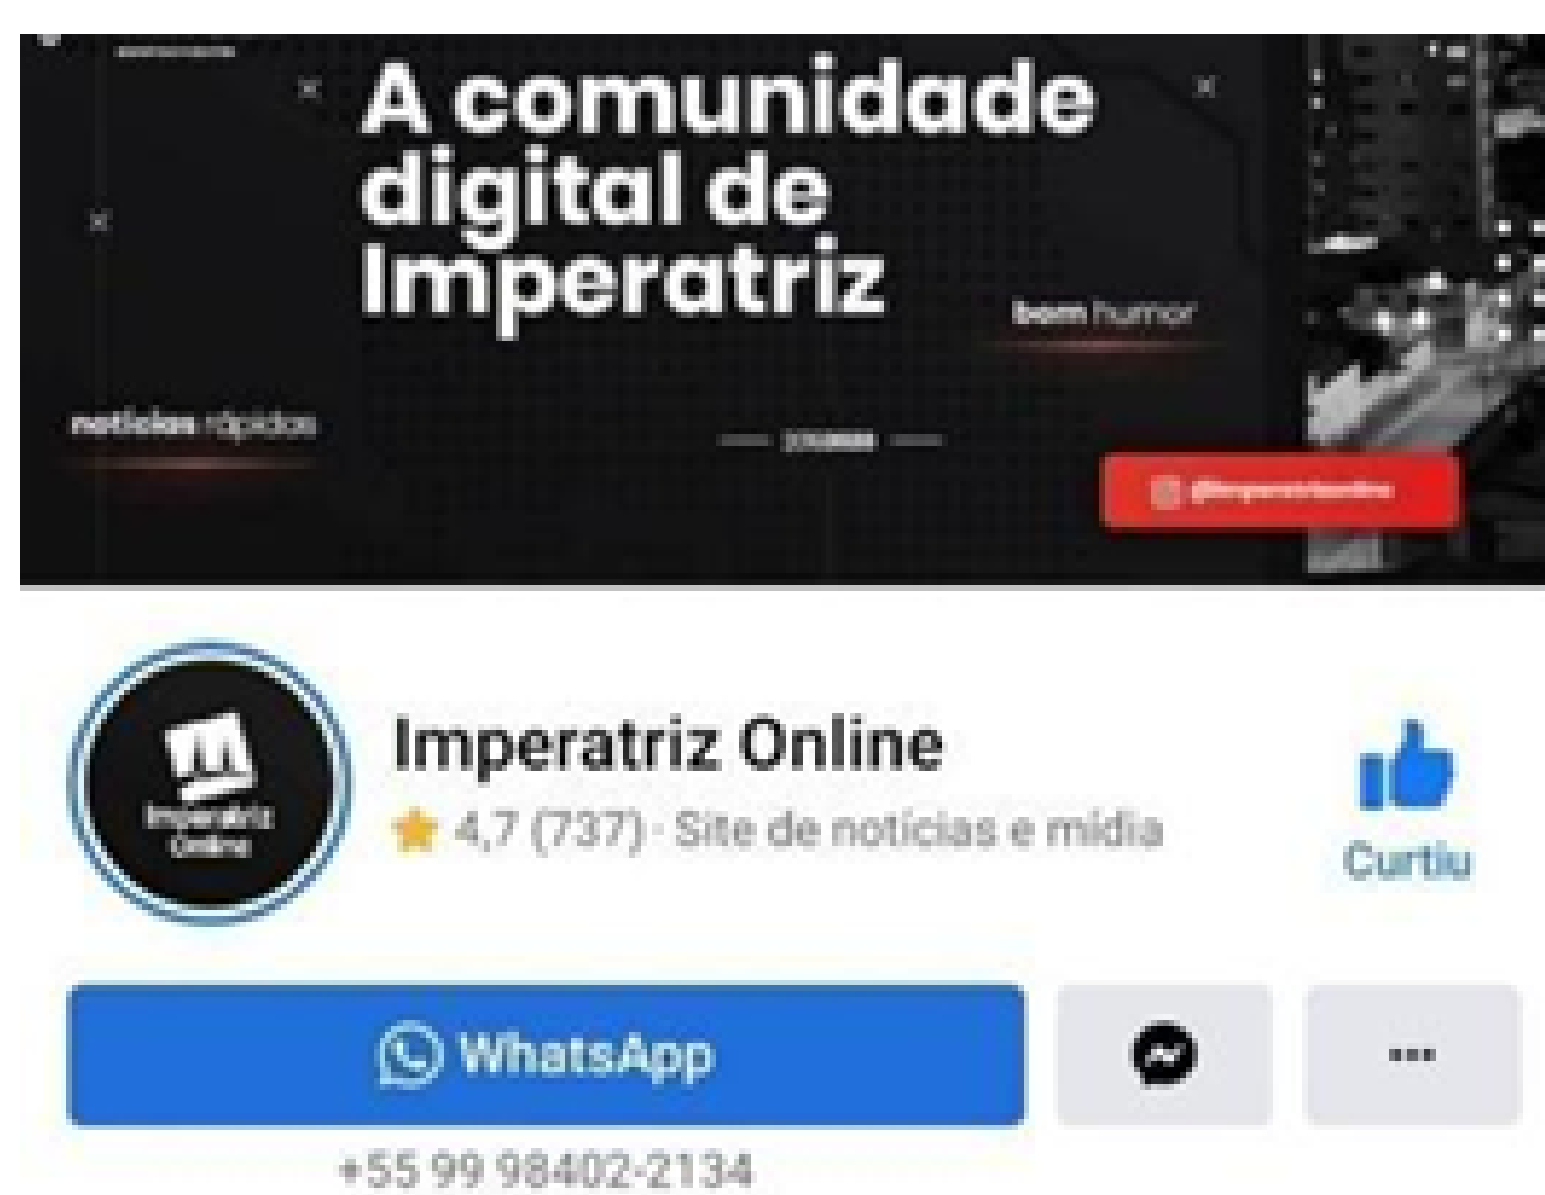 A comunidade
digital de
Imperatriz
bom humor
notícias rápidas
@imperatrizonline
Imperatriz
Online
Imperatriz Online
4,7 (737) · Site de notícias e mídia
Curtiu
WhatsApp
...
+55 99 98402-2134